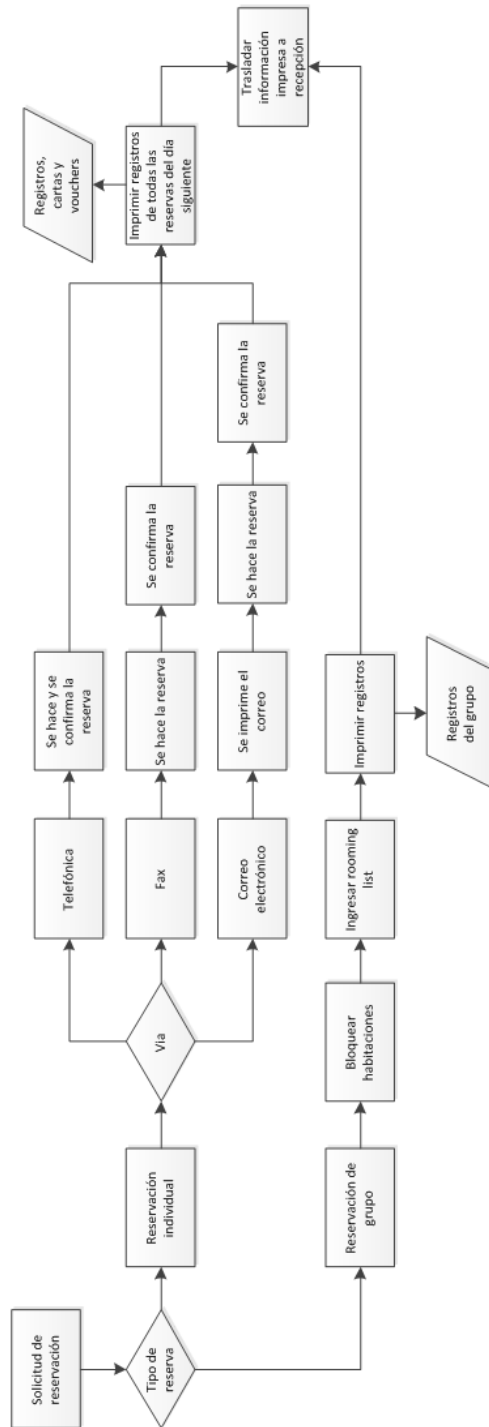 Solicitud de
reservación
Tipo de
reserva
Reservación
individual
Via
Telefónica
Se hace y se
confirma la
reserva
Fax
Se hace la reserva
Se confirma la
reserva
Correo
electrónico
Se imprime el
correo
Se hace la reserva
Se confirma la
reserva
Imprimir registros
de todas las
reservas del día
siguiente
Registros,
cartas y
vouchers
Trasladar
información
impresa a
recepción
Reservación de
grupo
Bloquear
habitaciones
Ingresar rooming
list
Imprimir registros
Registros
del grupo